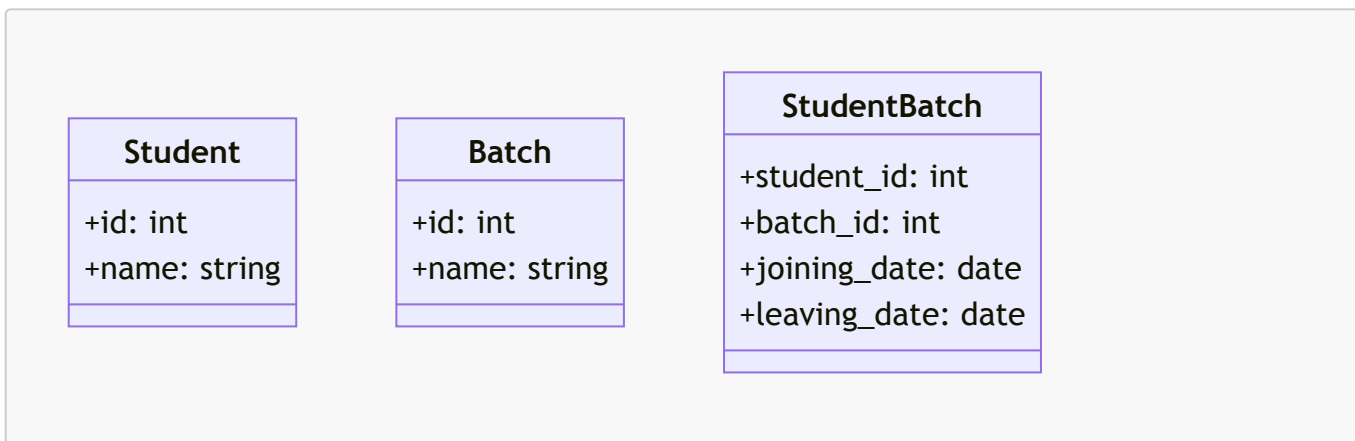 Student
+id: int
+name: string
Batch
+id: int
+name: string
StudentBatch
+student_id: int
+batch_id: int
+joining_date: date
+leaving_date: date